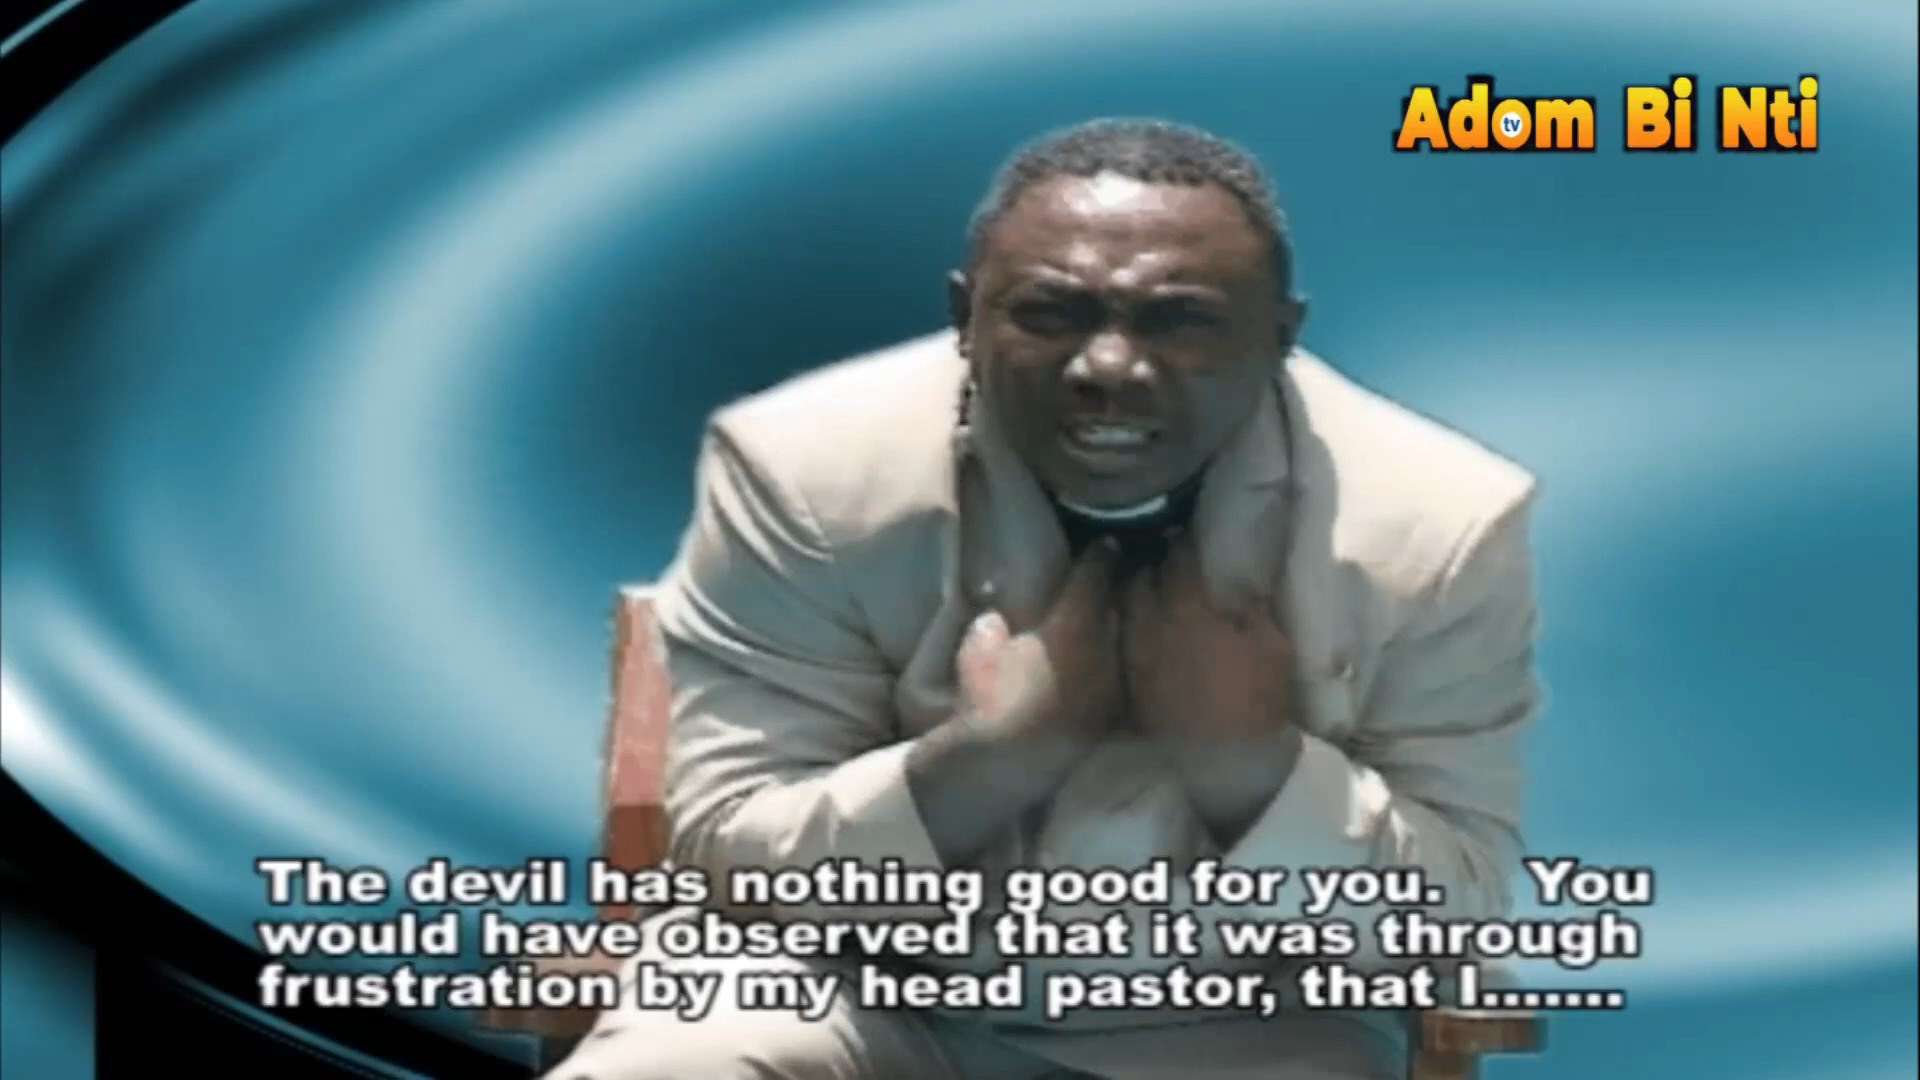 Adom Bi Nti
tv
The devil has nothing good for you. You
would have observed that it was through
frustration by my head pastor, that I.......